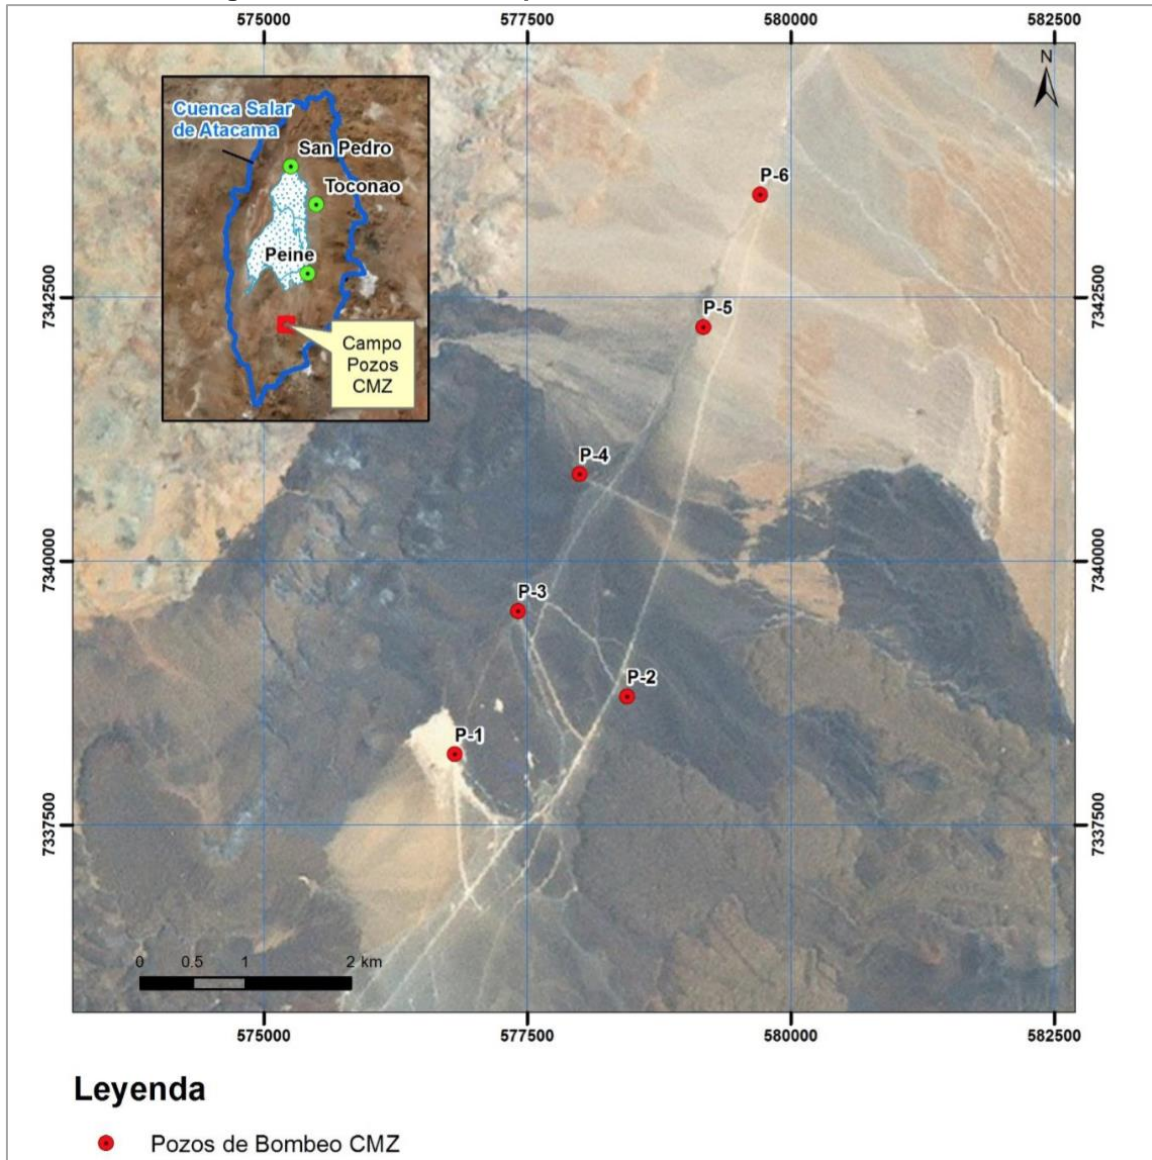 575000
577500
580000
582500
N
Cuenca Salar
de Atacama
San Pedro
Toconao
Peine
Campo
Pozos
CMZ
P-6
7342500
7342500
P-5
P-4
7340000
7340000
P-3
P-2
P-1
7337500
7337500
0 0.5 1 2 km
575000
577500
580000
582500
Leyenda
Pozos de Bombeo CMZ